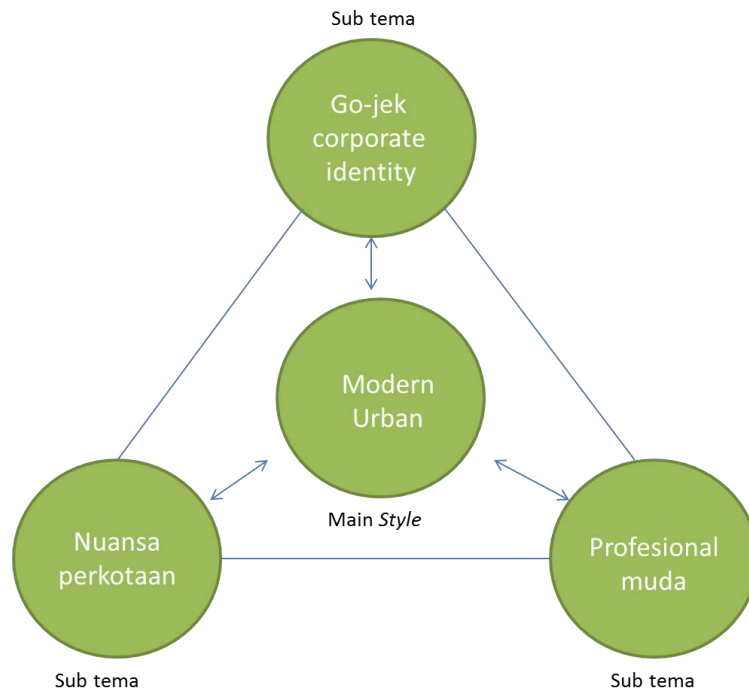 Sub tema
Go-jek
corporate
identity
Modern
Urban
Main Style
Nuansa
perkotaan
Profesional
muda
Sub tema
Sub tema